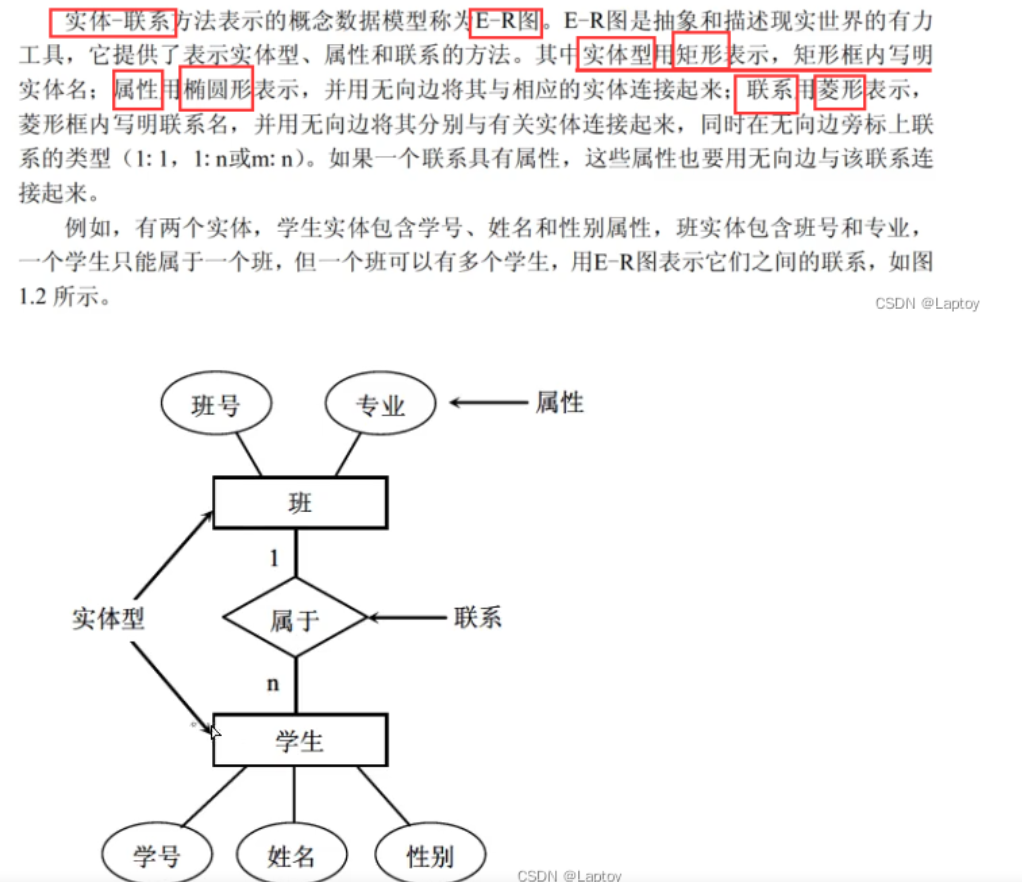 实体-联系方法表示的概念数据模型称为E-R图。E-R图是抽象和描述现实世界的有力
工具，它提供了表示实体型、属性和联系的方法。其中实体型用矩形表示，矩形框内写明
实体名；属性用椭圆形表示，并用无向边将其与相应的实体连接起来；联系用菱形表示，
菱形框内写明联系名，并用无向边将其分别与有关实体连接起来，同时在无向边旁标上联
系的类型（1: 1，1: n或m: n）。如果一个联系具有属性，这些属性也要用无向边与该联系连
接起来。
例如，有两个实体，学生实体包含学号、姓名和性别属性，班实体包含班号和专业，
一个学生只能属于一个班，但一个班可以有多个学生，用E-R图表示它们之间的联系，如图
1.2 所示。
CSDN @Laptoy
班号 专业 属性
班
1
实体型 属于 联系
n
学生
学号 姓名 性别
CSDN @Laptoy